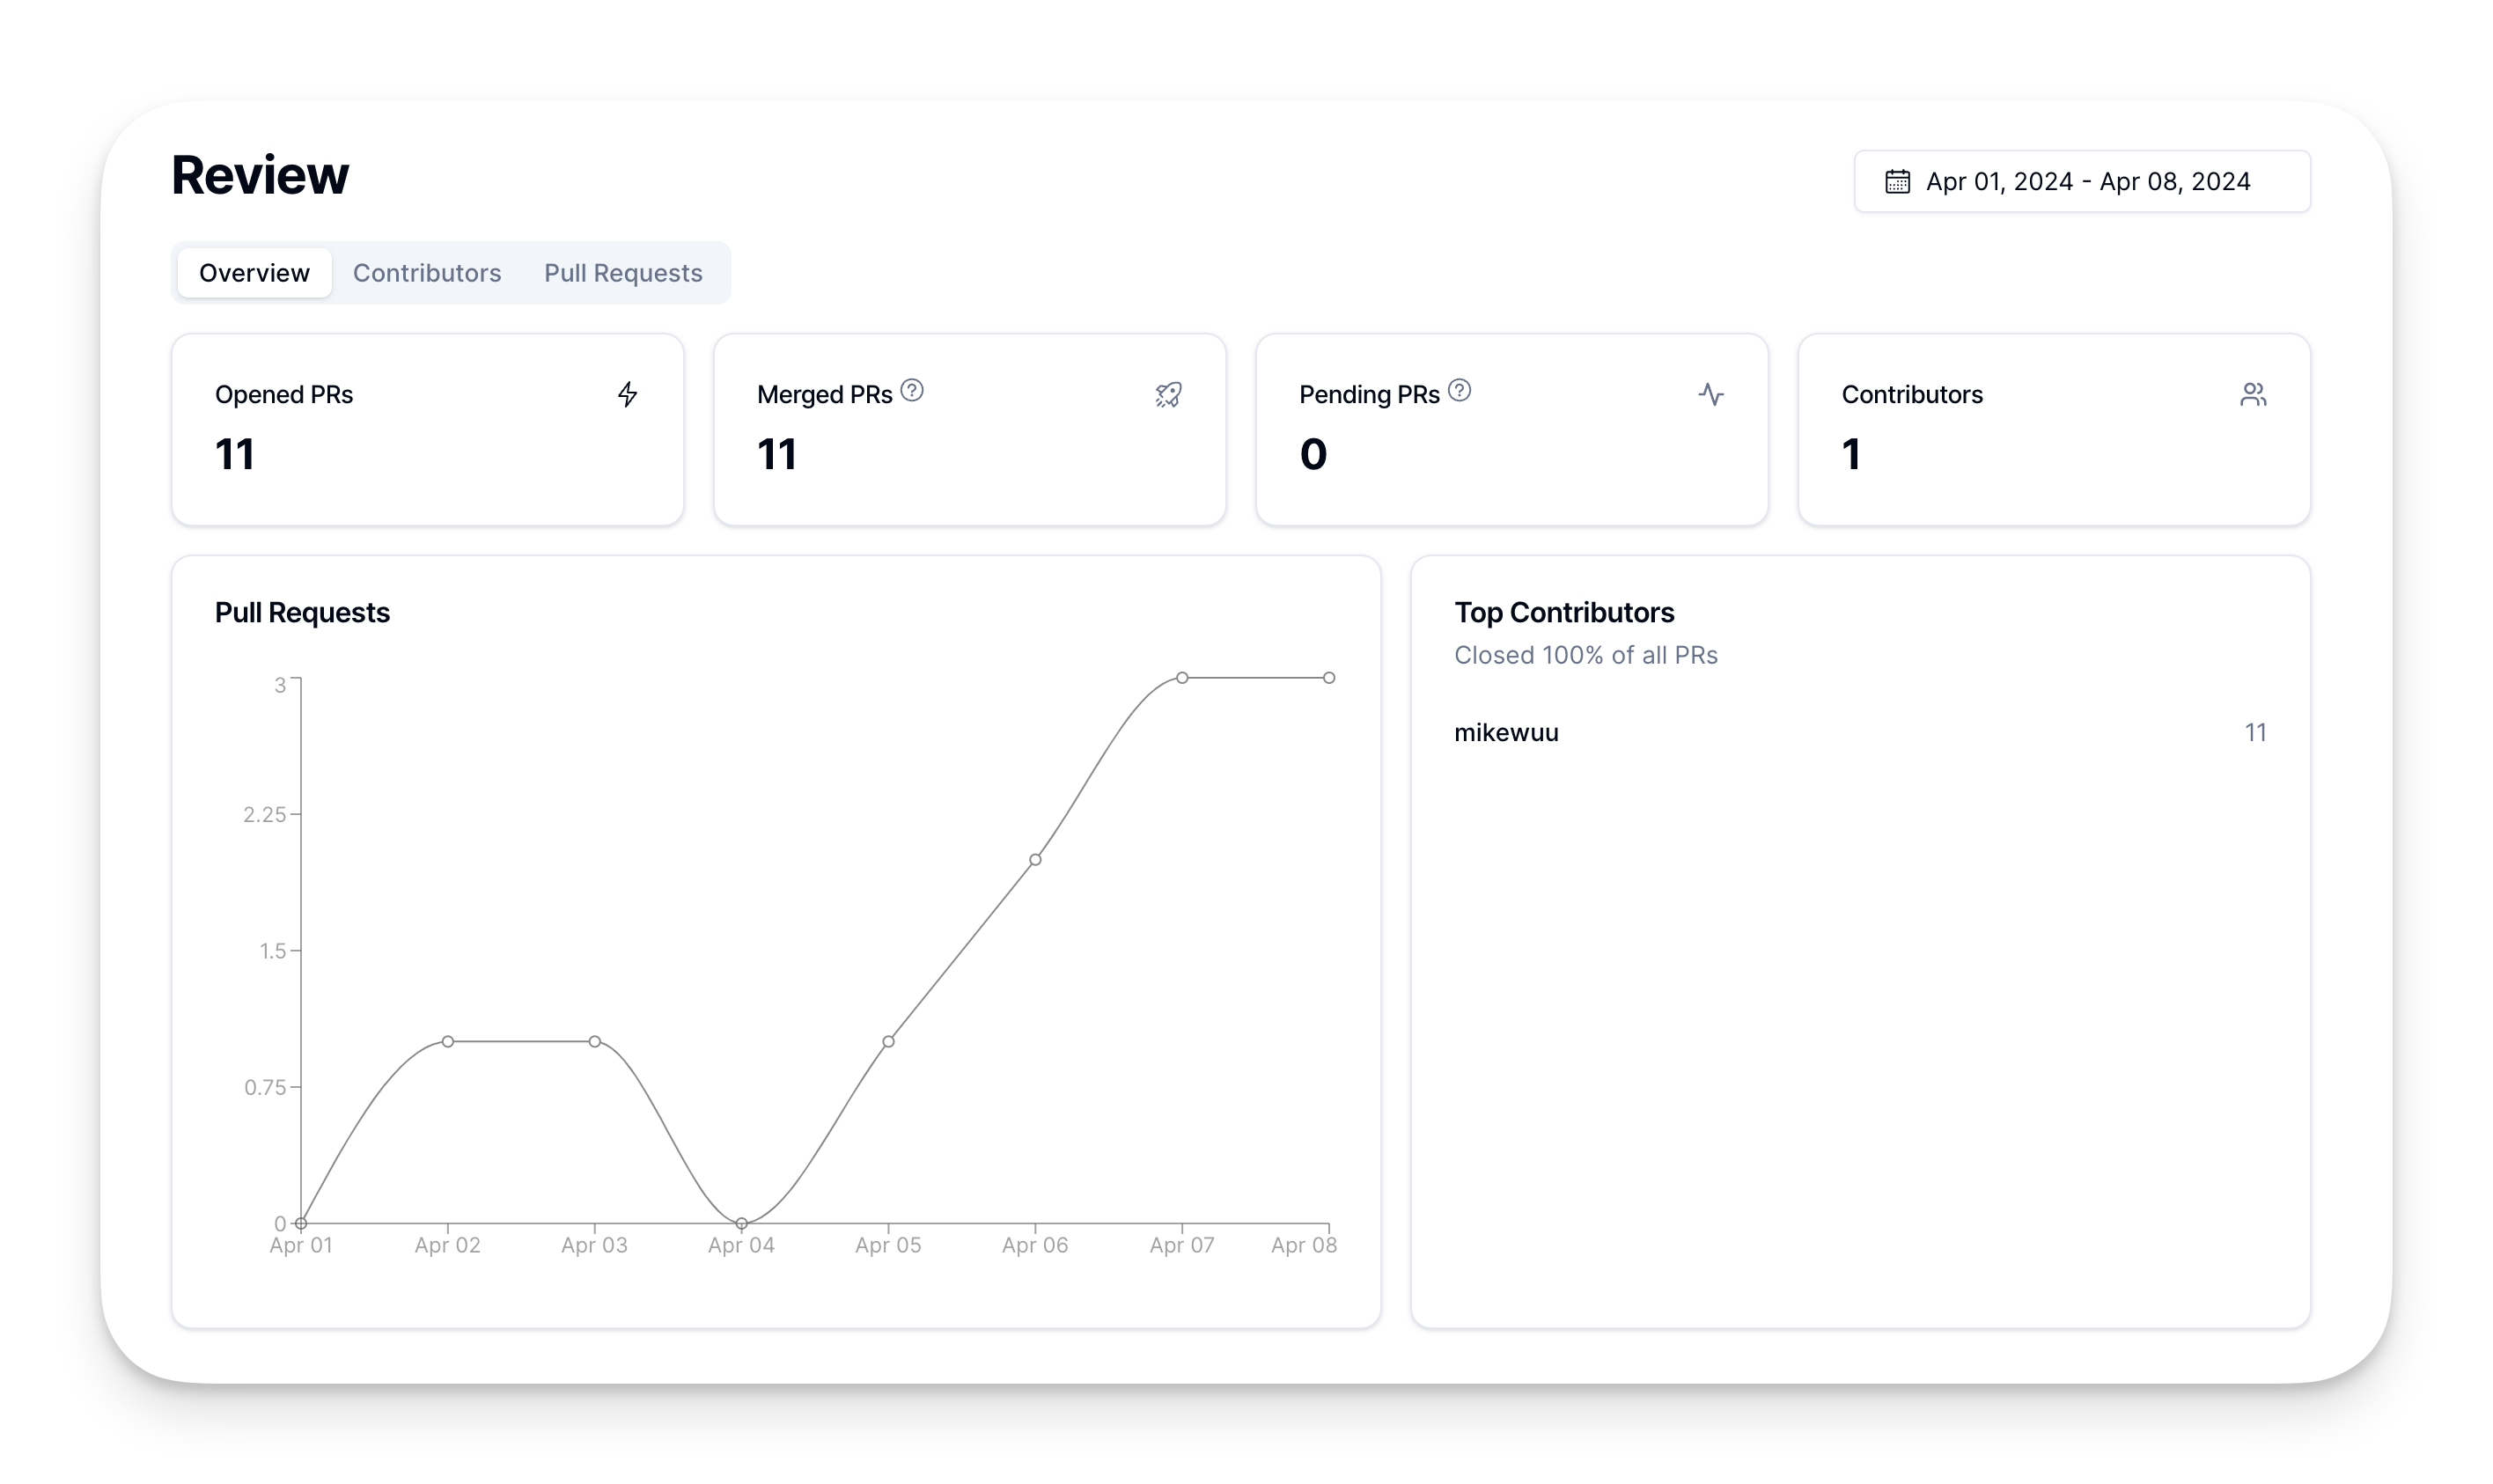 Review
Apr 01, 2024 - Apr 08, 2024
Overview Contributors Pull Requests
Opened PRs
11
Merged PRs
11
Pending PRs
0
Contributors
1
Pull Requests
3
2.25
1.5
0.75
0
Apr 01 Apr 02 Apr 03 Apr 04 Apr 05 Apr 06 Apr 07 Apr 08
Top Contributors
Closed 100% of all PRs
mikewuu 11